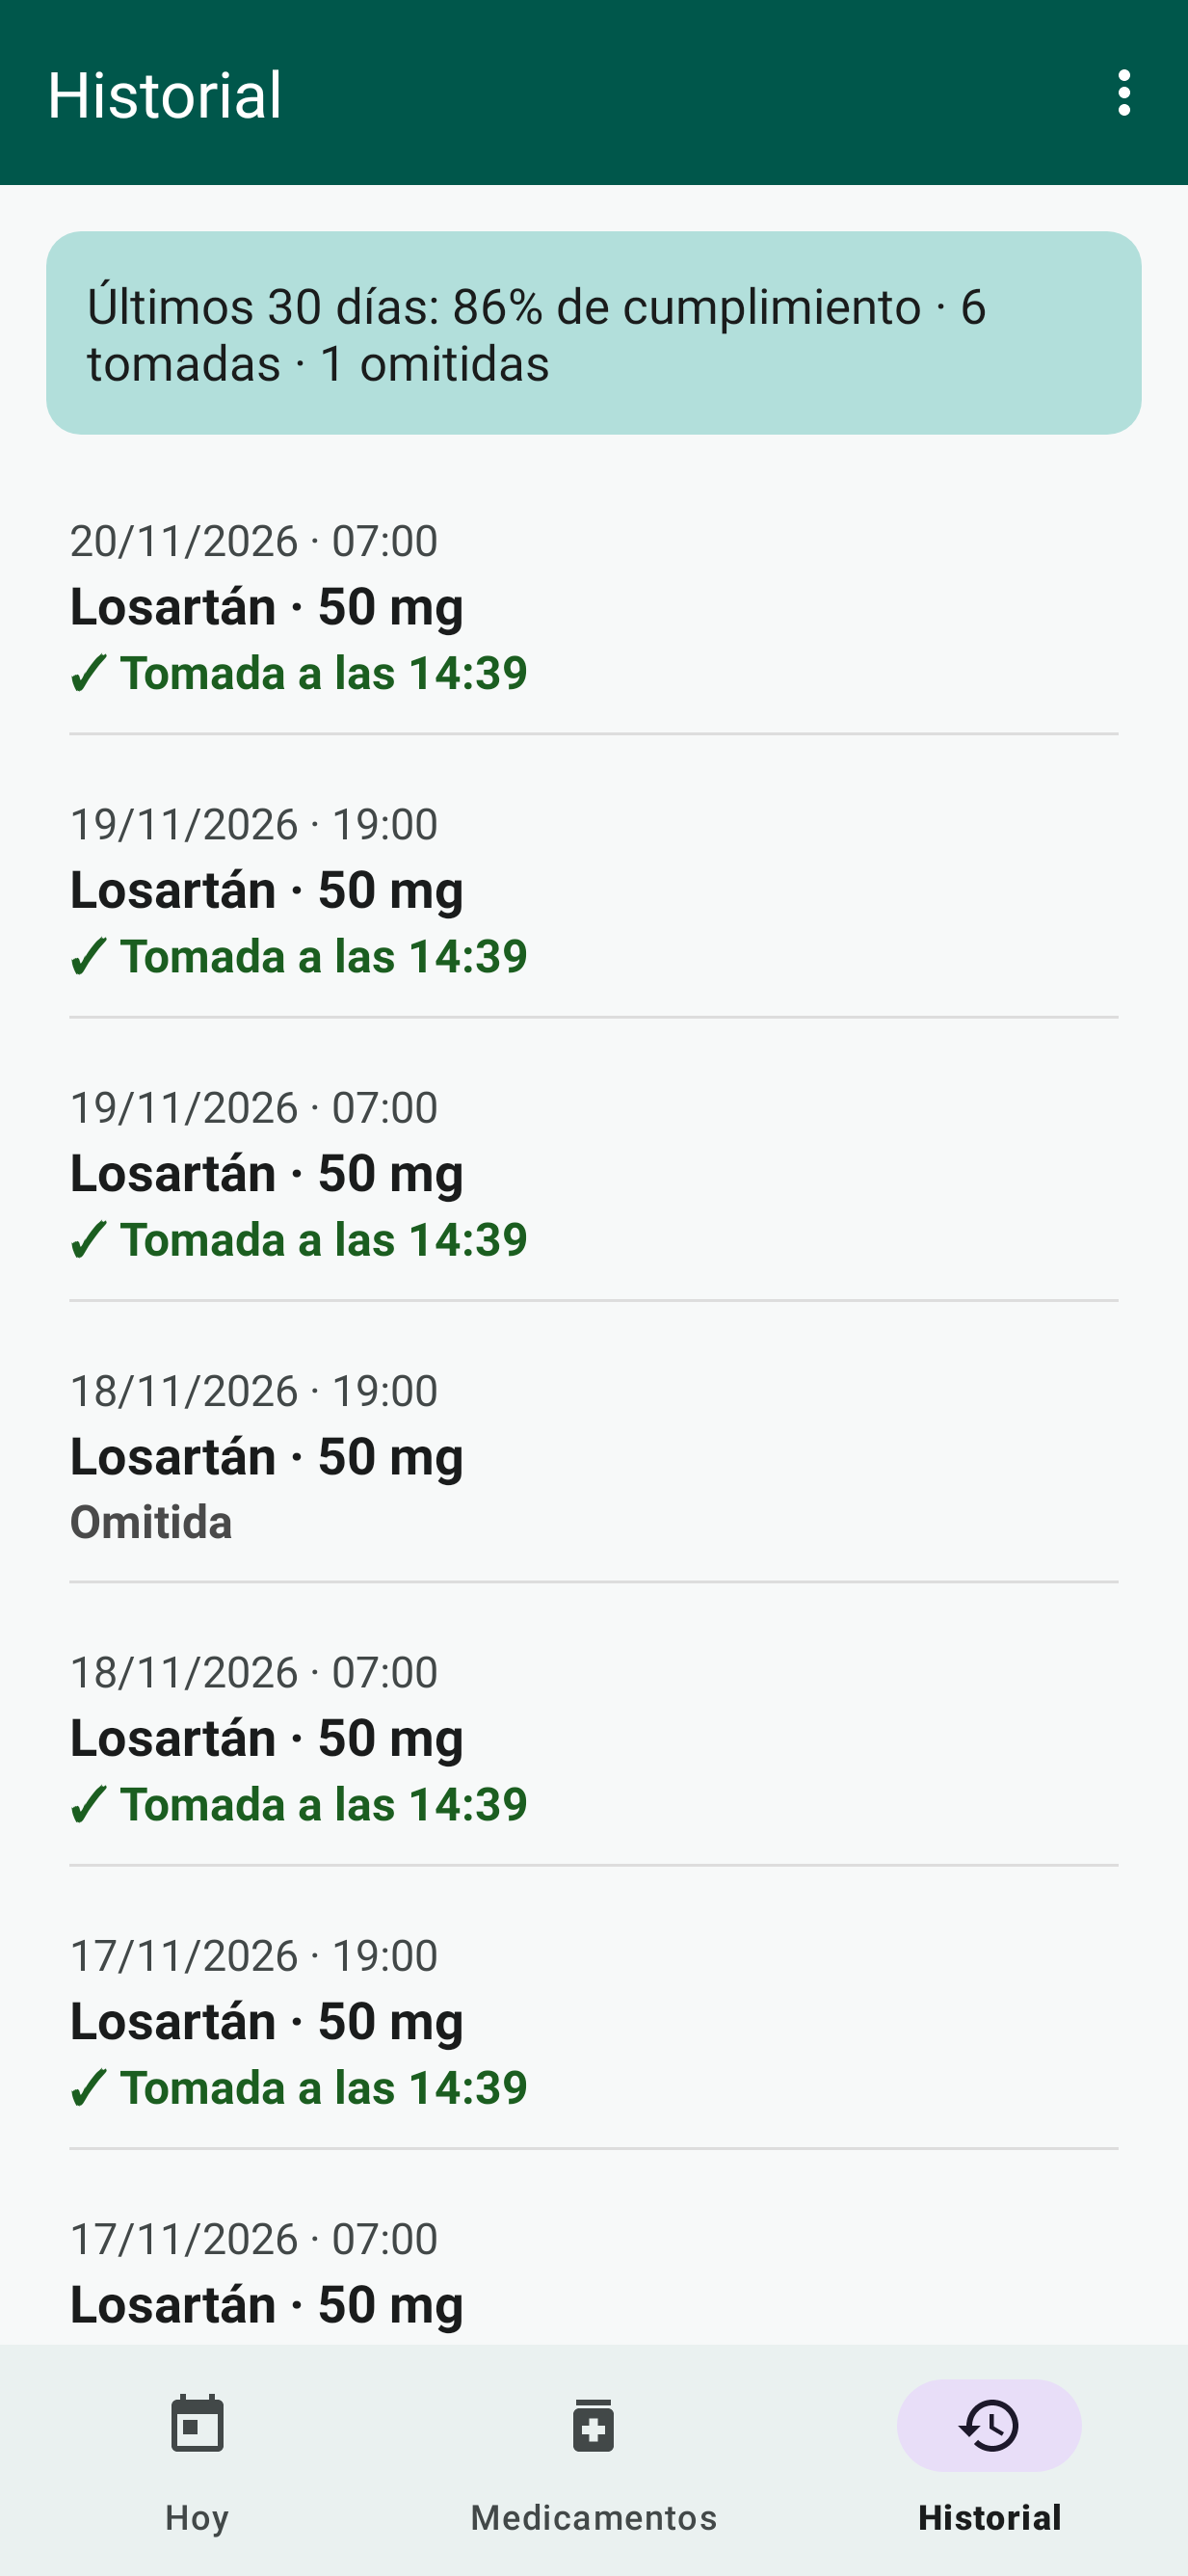 Historial
Últimos 30 días: 86% de cumplimiento · 6
tomadas · 1 omitidas
20/11/2026 · 07:00
Losartán · 50 mg
✓ Tomada a las 14:39
19/11/2026 · 19:00
Losartán · 50 mg
✓ Tomada a las 14:39
19/11/2026 · 07:00
Losartán · 50 mg
✓ Tomada a las 14:39
18/11/2026 · 19:00
Losartán · 50 mg
Omitida
18/11/2026 · 07:00
Losartán · 50 mg
✓ Tomada a las 14:39
17/11/2026 · 19:00
Losartán · 50 mg
✓ Tomada a las 14:39
17/11/2026 · 07:00
Losartán · 50 mg
Hoy
Medicamentos
Historial